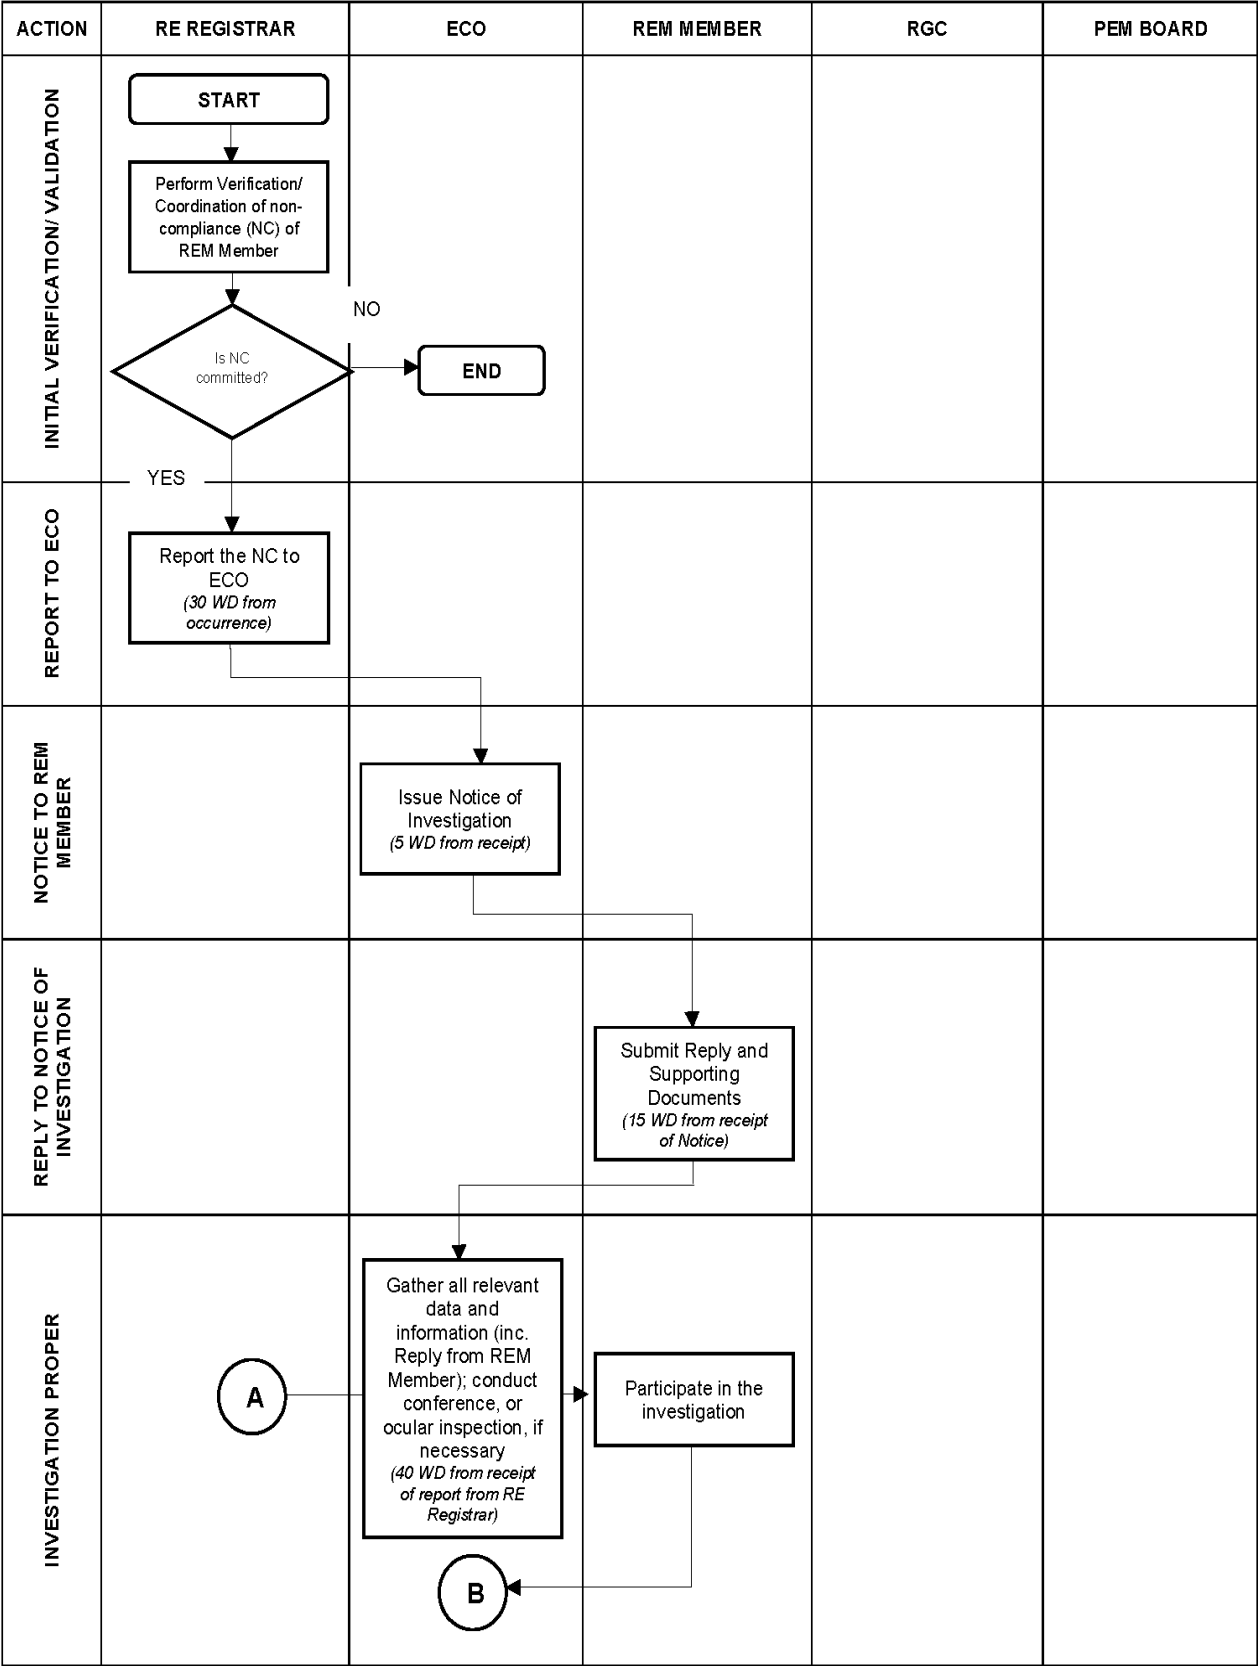 ACTION
RE REGISTRAR
ECO
REM MEMBER
RGC
PEM BOARD
INITIAL VERIFICATION/ VALIDATION
START
Perform Verification/
Coordination of non-
compliance (NC) of
REM Member
NO
Is NC
committed?
END
YES
REPORT TO ECO
Report the NC to
ECO
(30 WD from
occurrence)
NOTICE TO REM
MEMBER
Issue Notice of
Investigation
(5 WD from receipt)
REPLY TO NOTICE OF
INVESTIGATION
Submit Reply and
Supporting
Documents
(15 WD from receipt
of Notice)
INVESTIGATION PROPER
A
Gather all relevant
data and
information (inc.
Reply from REM
Member); conduct
conference, or
ocular inspection, if
necessary
(40 WD from receipt
of report from RE
Registrar)
Participate in the
investigation
B